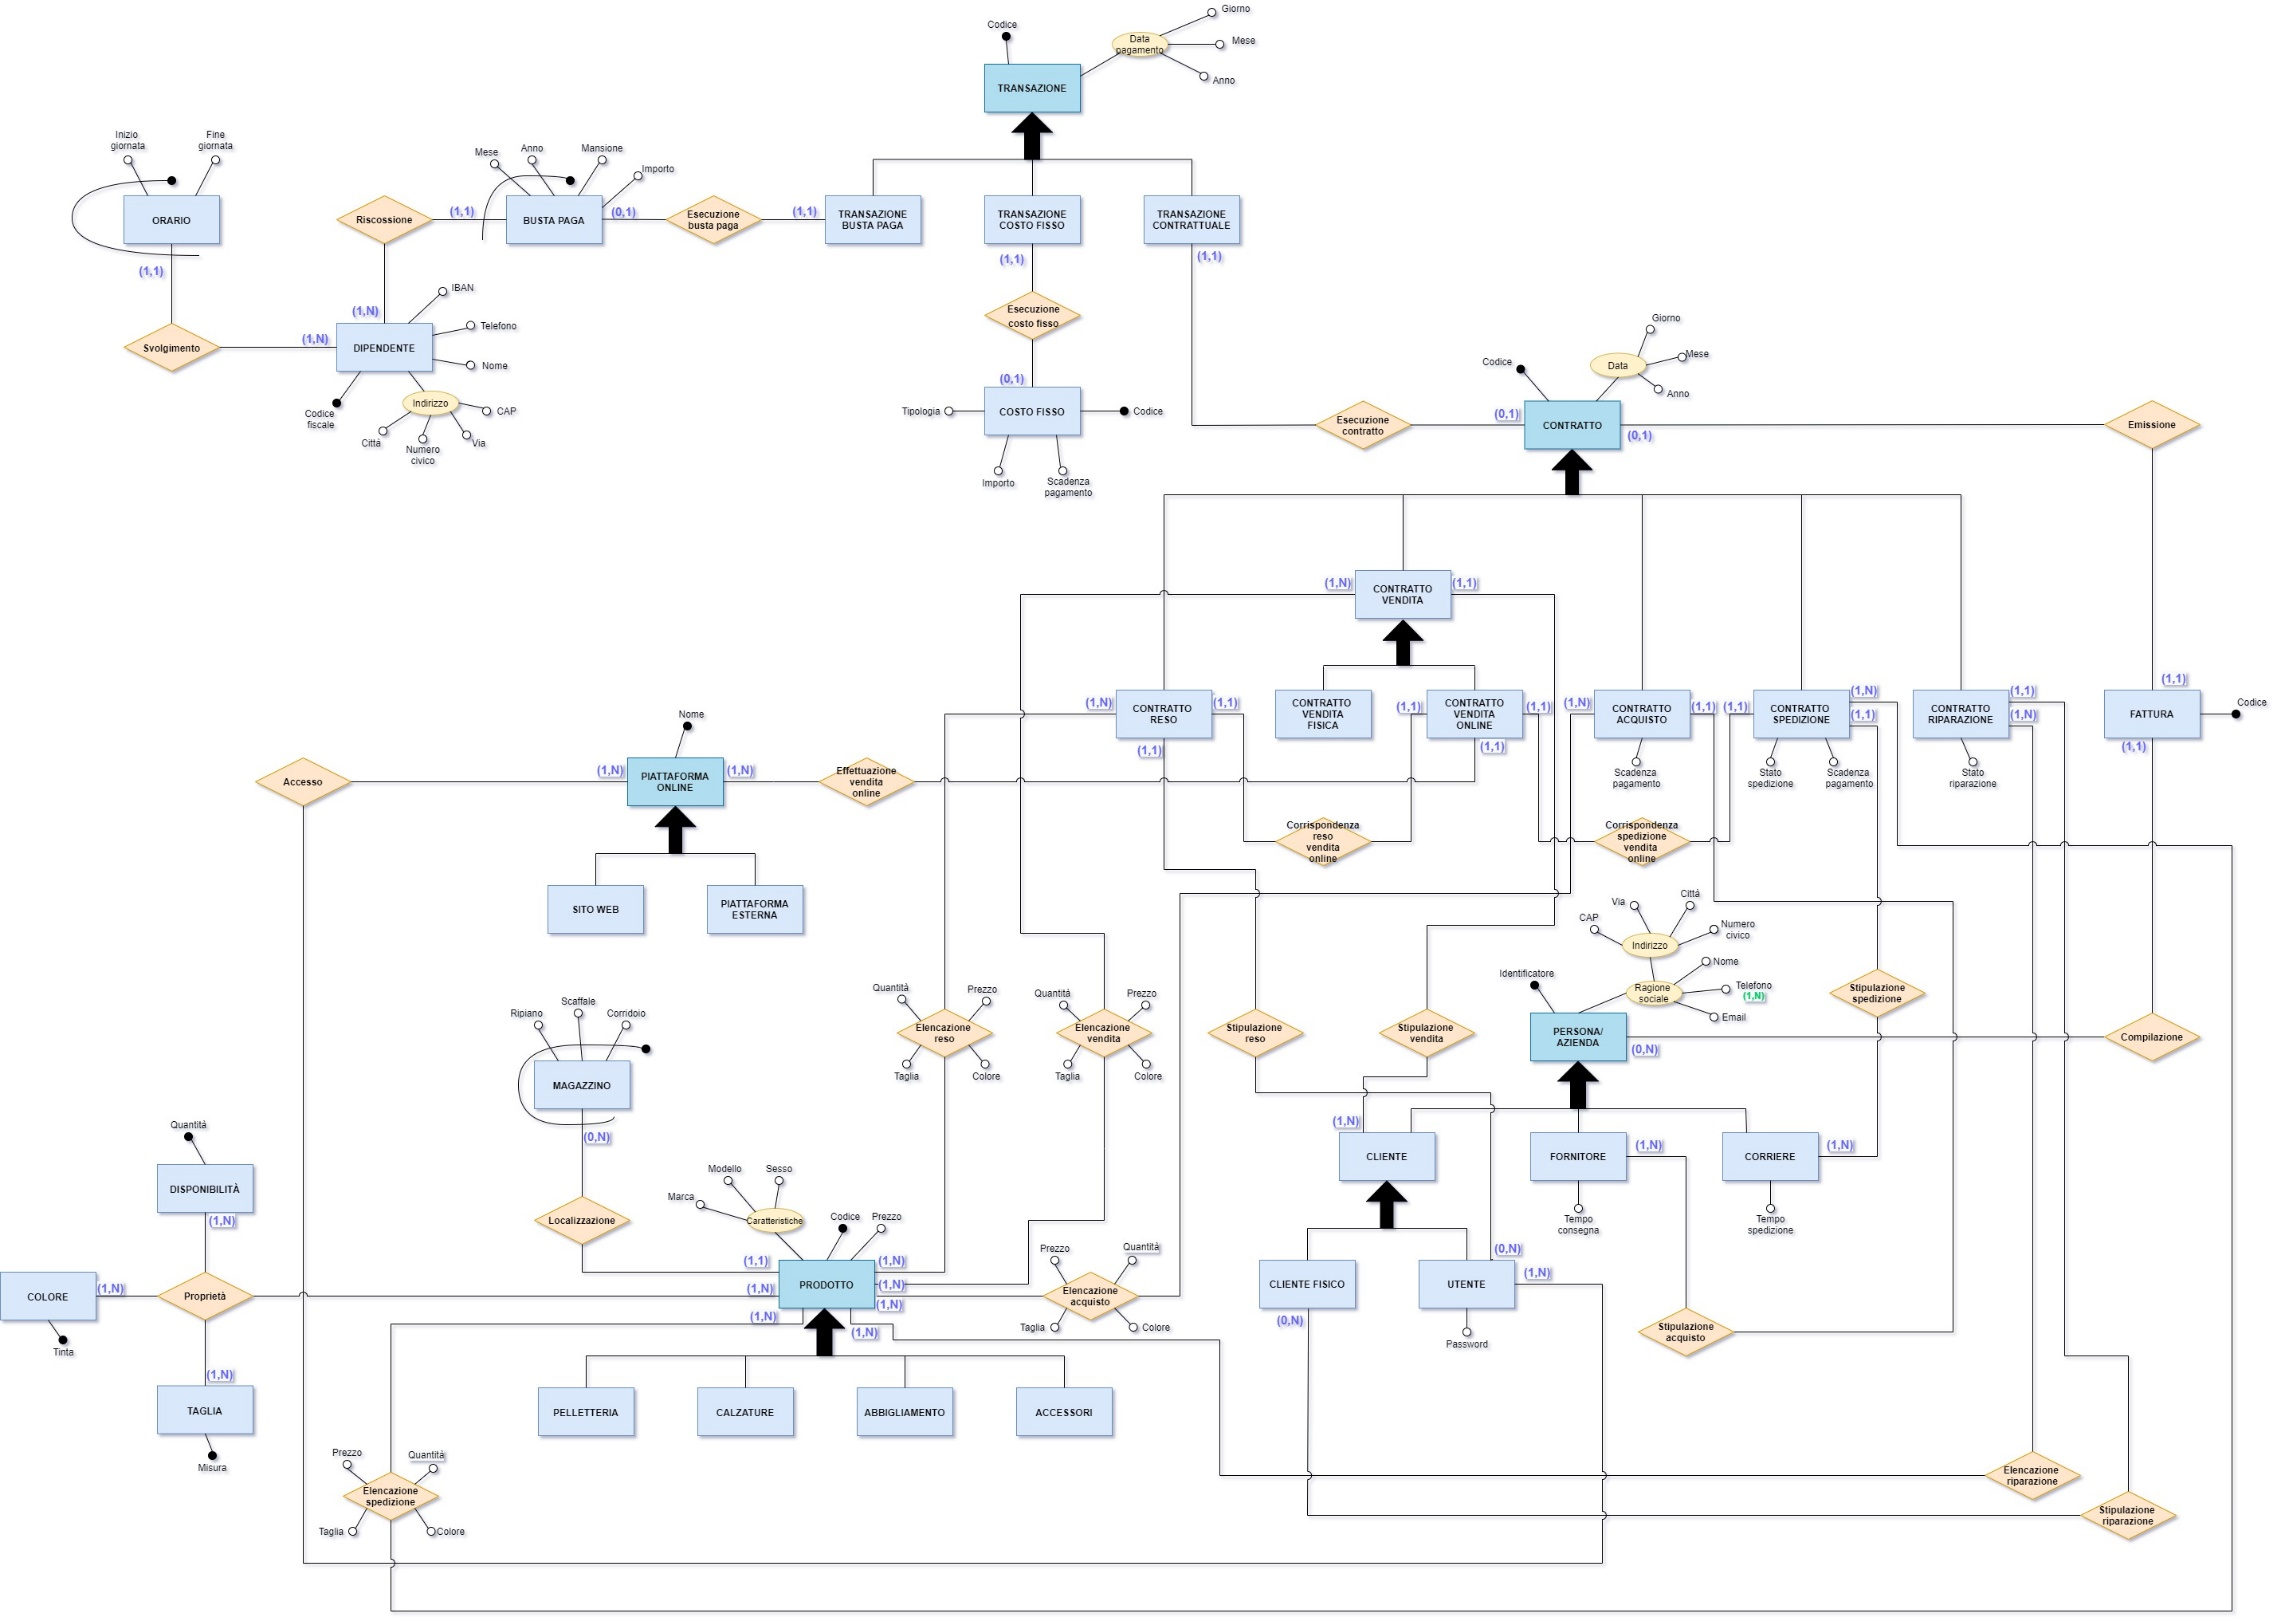 Giorno
Codice
Data
pagamento
Mese
Anno
TRANSAZIONE
Inizio
giornata
Fine
giornata
Mese
Anno
Mansione
Importo
ORARIO
Riscossione
(1,1)
BUSTA PAGA
(0,1)
Esecuzione
busta paga
(1,1)
TRANSAZIONE
BUSTA PAGA
TRANSAZIONE
COSTO FISSO
TRANSAZIONE
CONTRATTUALE
(1,1)
(1,1)
(1,1)
IBAN
(1,N)
Telefono
(1,N)
Svolgimento
DIPENDENTE
Nome
Esecuzione
costo fisso
Codice
fiscale
Indirizzo
CAP
Città
Numero
civico
Via
(0,1)
Tipologia
COSTO FISSO
Codice
Importo
Scadenza
pagamento
Giorno
Codice
Data
Mese
Anno
Esecuzione
contratto
(0,1)
CONTRATTO
(0,1)
Emissione
(1,N)
CONTRATTO
VENDITA
(1,1)
(1,N)
CONTRATTO
RESO
(1,1)
(1,1)
CONTRATTO
VENDITA
FISICA
(1,1)
CONTRATTO
VENDITA
ONLINE
(1,1)
(1,1)
(1,N)
CONTRATTO
ACQUISTO
(1,1)
Scadenza
pagamento
(1,1)
CONTRATTO
SPEDIZIONE
(1,N)
(1,1)
Stato
spedizione
Scadenza
pagamento
CONTRATTO
RIPARAZIONE
(1,1)
(1,N)
Stato
riparazione
(1,1)
FATTURA
Codice
(1,1)
Nome
Accesso
(1,N)
PIATTAFORMA
ONLINE
(1,N)
Effettuazione
vendita
online
Corrispondenza
reso
vendita
online
Corrispondenza
spedizione
vendita
online
SITO WEB
PIATTAFORMA
ESTERNA
Via
Città
CAP
Indirizzo
Numero
civico
Identificatore
Ragione
sociale
Nome
Telefono
(1,N)
Email
Stipulazione
spedizione
Quantità
Prezzo
Elencazione
reso
Taglia
Colore
Quantità
Prezzo
Elencazione
vendita
Taglia
Colore
Stipulazione
reso
Stipulazione
vendita
PERSONA/
AZIENDA
(0,N)
Compilazione
Ripiano
Scaffale
Corridoio
MAGAZZINO
(0,N)
(1,N)
CLIENTE
FORNITORE
(1,N)
CORRIERE
(1,N)
Tempo
consegna
Tempo
spedizione
Quantità
DISPONIBILITÀ
(1,N)
Localizzazione
Modello
Sesso
Marca
Caratteristiche
Codice
Prezzo
(1,1)
(1,N)
PRODOTTO
(1,N)
(1,N)
(1,N)
(1,N)
(1,N)
Prezzo
Quantità
Elencazione
acquisto
Taglia
Colore
(0,N)
CLIENTE FISICO
UTENTE
(1,N)
(0,N)
Password
Stipulazione
acquisto
COLORE
(1,N)
Proprietà
Tinta
(1,N)
TAGLIA
Misura
PELLETTERIA
CALZATURE
ABBIGLIAMENTO
ACCESSORI
Prezzo
Quantità
Elencazione
spedizione
Taglia
Colore
Elencazione
riparazione
Stipulazione
riparazione